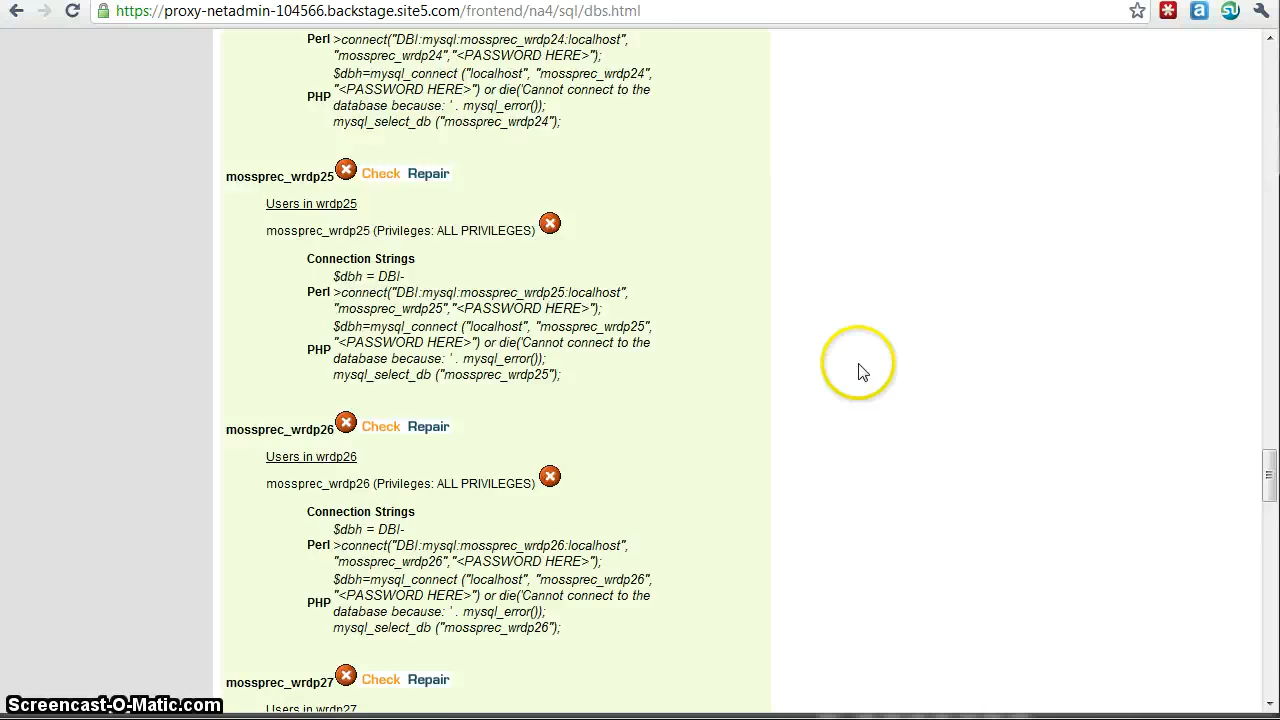 https://proxy-netadmin-104566.backstage.site5.com/frontend/na4/sql/dbs.html
Perl >connect("DBI:mysql:mossprec_wrdp24:localhost",
"mossprec_wrdp24","<PASSWORD HERE>");
$dbh=mysql_connect ("localhost", "mossprec_wrdp24",
"<PASSWORD HERE>") or die('Cannot connect to the
PHP
database because: ' . mysql_error());
mysql_select_db ("mossprec_wrdp24");
mossprec_wrdp25 Check Repair
Users in wrdp25
mossprec_wrdp25 (Privileges: ALL PRIVILEGES)
Connection Strings
$dbh = DBI-
Perl >connect("DBI:mysql:mossprec_wrdp25:localhost",
"mossprec_wrdp25","<PASSWORD HERE>");
$dbh=mysql_connect ("localhost", "mossprec_wrdp25",
"<PASSWORD HERE>") or die('Cannot connect to the
PHP
database because: ' . mysql_error());
mysql_select_db ("mossprec_wrdp25");
mossprec_wrdp26 Check Repair
Users in wrdp26
mossprec_wrdp26 (Privileges: ALL PRIVILEGES)
Connection Strings
$dbh = DBI-
Perl >connect("DBI:mysql:mossprec_wrdp26:localhost",
"mossprec_wrdp26","<PASSWORD HERE>");
$dbh=mysql_connect ("localhost", "mossprec_wrdp26",
"<PASSWORD HERE>") or die('Cannot connect to the
PHP
database because: ' . mysql_error());
mysql_select_db ("mossprec_wrdp26");
mossprec_wrdp27 Check Repair
Users in wrdp27
Screencast-O-Matic.com